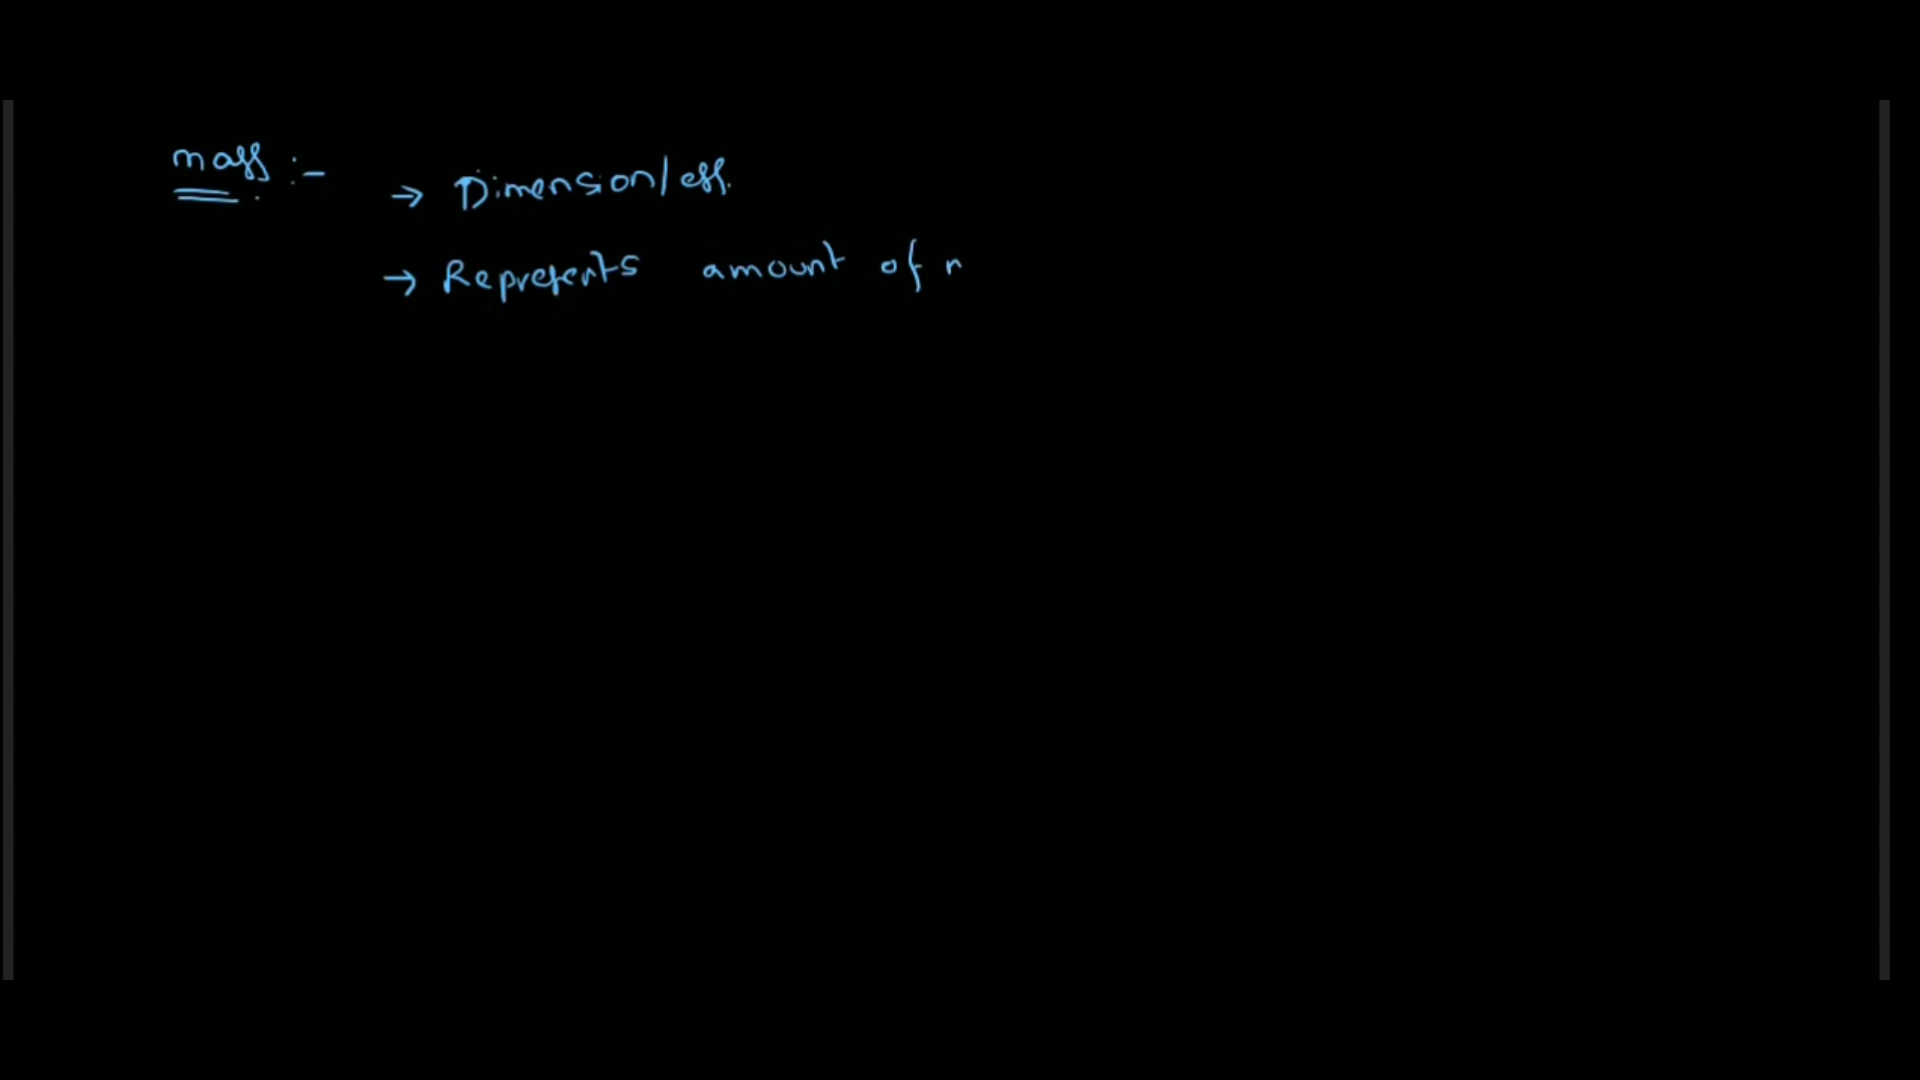 mass :- → Dimensionless.
→ Represents amount of m